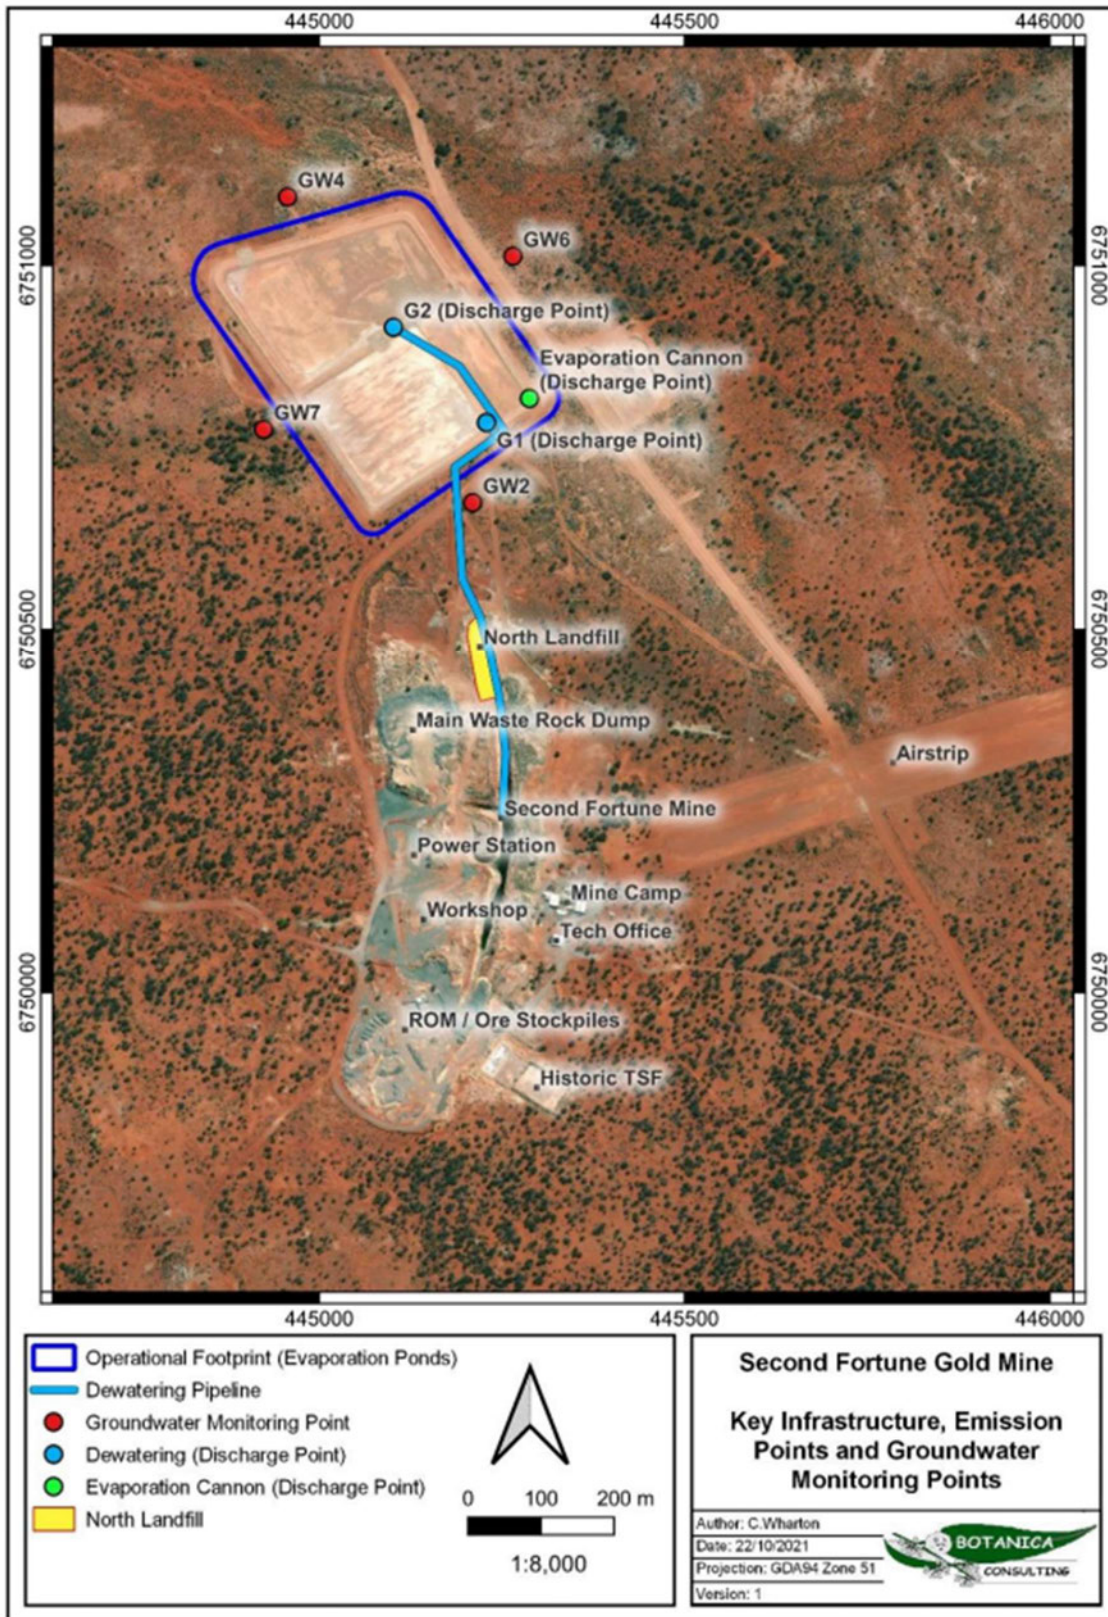 445000
445500
446000
GW4
GW6
6751000
6751000
G2 (Discharge Point)
Evaporation Cannon
(Discharge Point)
GW7
G1 (Discharge Point)
GW2
6750500
6750500
North Landfill
Main Waste Rock Dump
Airstrip
Second Fortune Mine
Power Station
Mine Camp
Workshop
Tech Office
6750000
6750000
ROM / Ore Stockpiles
Historic TSF
445000
445500
446000
Operational Footprint (Evaporation Ponds)
Dewatering Pipeline
Groundwater Monitoring Point
Dewatering (Discharge Point)
Evaporation Cannon (Discharge Point)
North Landfill
0 100 200 m
1:8,000
Second Fortune Gold Mine
Key Infrastructure, Emission
Points and Groundwater
Monitoring Points
Author: C.Wharton
Date: 22/10/2021
Projection: GDA94 Zone 51
Version: 1
BOTANICA
CONSULTING